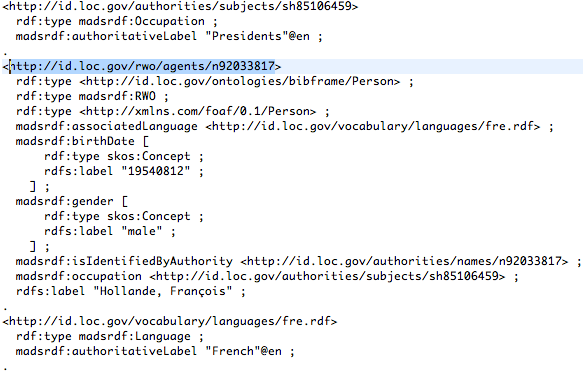 <http://id.loc.gov/authorities/subjects/sh85106459>
rdf:type madsrdf:Occupation ;
madsrdf:authoritativeLabel "Presidents"@en ;
.
<http://id.loc.gov/rwo/agents/n92033817>
rdf:type <http://id.loc.gov/ontologies/bibframe/Person> ;
rdf:type madsrdf:RWO ;
rdf:type <http://xmlns.com/foaf/0.1/Person> ;
madsrdf:associatedLanguage <http://id.loc.gov/vocabulary/languages/fre.rdf> ;
madsrdf:birthDate [
rdf:type skos:Concept ;
rdfs:label "19540812" ;
] ;
madsrdf:gender [
rdf:type skos:Concept ;
rdfs:label "male" ;
] ;
madsrdf:isIdentifiedByAuthority <http://id.loc.gov/authorities/names/n92033817> ;
madsrdf:occupation <http://id.loc.gov/authorities/subjects/sh85106459> ;
rdfs:label "Hollande, François" ;
.
<http://id.loc.gov/vocabulary/languages/fre.rdf>
rdf:type madsrdf:Language ;
madsrdf:authoritativeLabel "French"@en ;
.